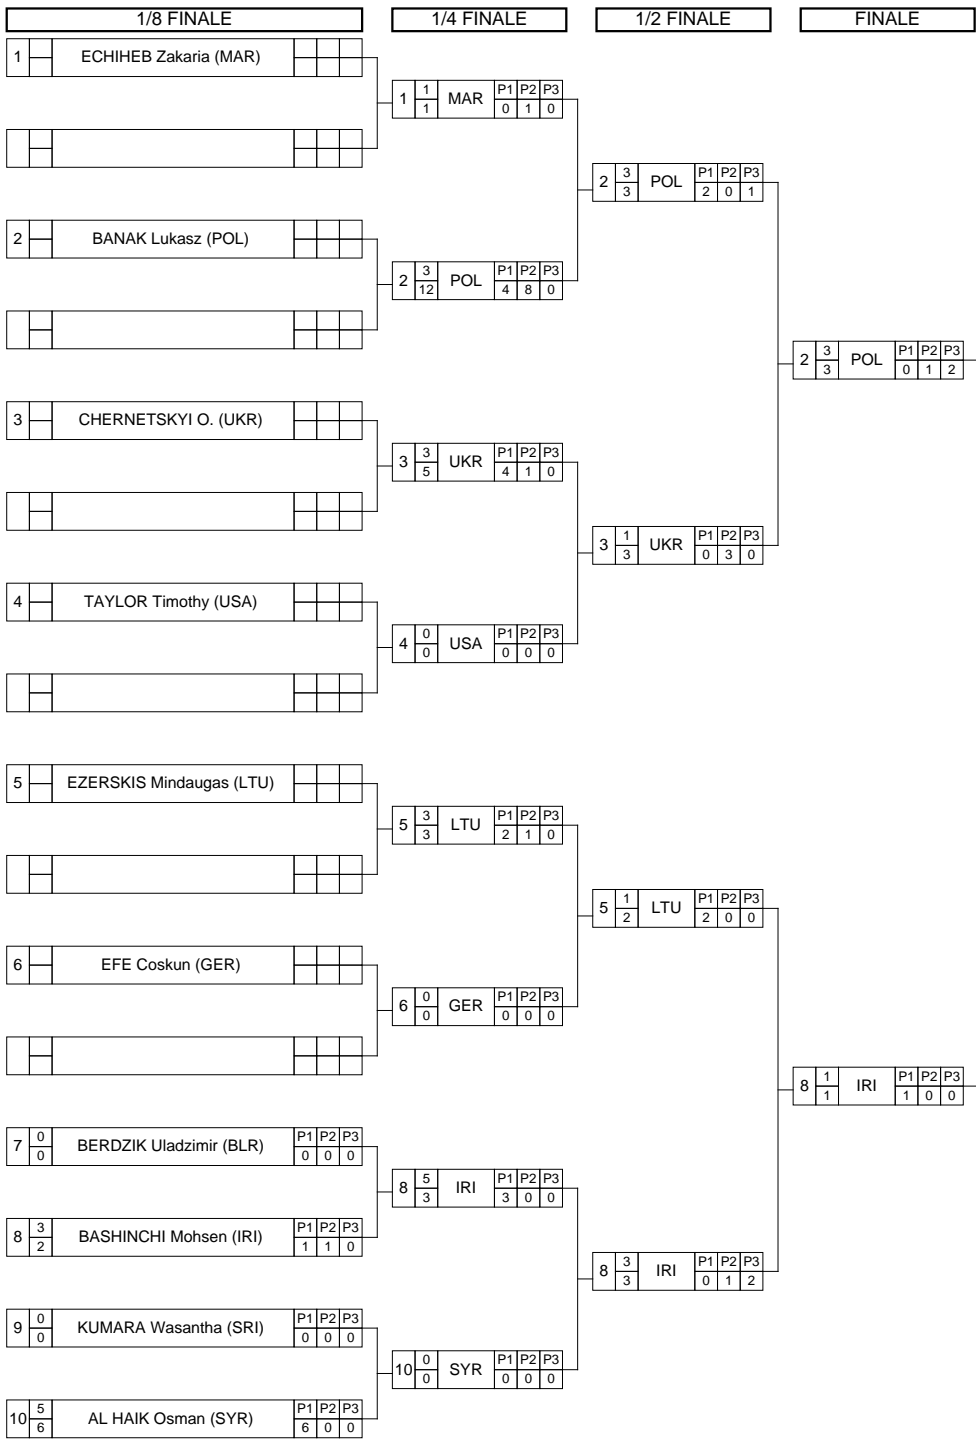 1/8 FINALE 1/4 FINALE 1/2 FINALE FINALE
1 ECHIHEB Zakaria (MAR)
1 1 MAR P1 P2 P3
1 0 1 0
2 3 POL P1 P2 P3
3 2 0 1
2 BANAK Lukasz (POL)
2 3 POL P1 P2 P3
12 4 8 0
2 3 POL P1 P2 P3
3 0 1 2
3 CHERNETSKYI O. (UKR)
3 3 UKR P1 P2 P3
5 4 1 0
3 1 UKR P1 P2 P3
3 0 3 0
4 TAYLOR Timothy (USA)
4 0 USA P1 P2 P3
0 0 0 0
5 EZERSKIS Mindaugas (LTU)
5 3 LTU P1 P2 P3
3 2 1 0
5 1 LTU P1 P2 P3
2 2 0 0
6 EFE Coskun (GER)
6 0 GER P1 P2 P3
0 0 0 0
8 1 IRI P1 P2 P3
1 1 0 0
7 0 BERDZIK Uladzimir (BLR) P1 P2 P3
0 0 0 0
8 5 IRI P1 P2 P3
3 3 0 0
8 3 BASHINCHI Mohsen (IRI) P1 P2 P3
2 1 1 0
8 3 IRI P1 P2 P3
3 0 1 2
9 0 KUMARA Wasantha (SRI) P1 P2 P3
0 0 0 0
10 0 SYR P1 P2 P3
0 0 0 0
10 5 AL HAIK Osman (SYR) P1 P2 P3
6 6 0 0